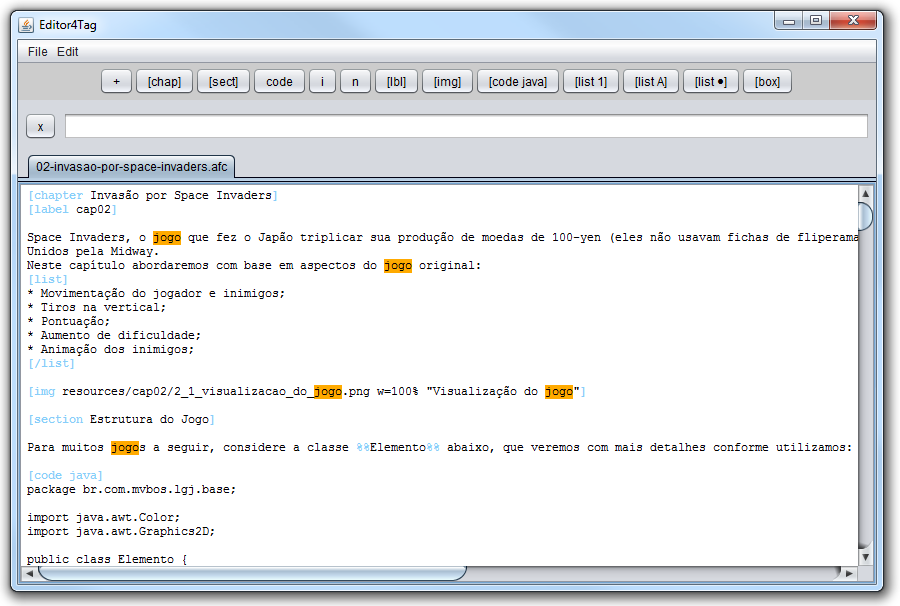 Editor4Tag
File Edit
+ [chap] [sect] code i n [lbl] [img] [code java] [list 1] [list A] [list •] [box]
x
02-invasao-por-space-invaders.afc
[chapter Invasão por Space Invaders]
[label cap02]
Space Invaders, o jogo que fez o Japão triplicar sua produção de moedas de 100-yen (eles não usavam fichas de fliperama
Unidos pela Midway.
Neste capítulo abordaremos com base em aspectos do jogo original:
[list]
* Movimentação do jogador e inimigos;
* Tiros na vertical;
* Pontuação;
* Aumento de dificuldade;
* Animação dos inimigos;
[/list]
[img resources/cap02/2_1_visualizacao_do_jogo.png w=100% "Visualização do jogo"]
[section Estrutura do Jogo]
Para muitos jogos a seguir, considere a classe %%Elemento%% abaixo, que veremos com mais detalhes conforme utilizamos:
[code java]
package br.com.mvbos.lgj.base;
import java.awt.Color;
import java.awt.Graphics2D;
public class Elemento {